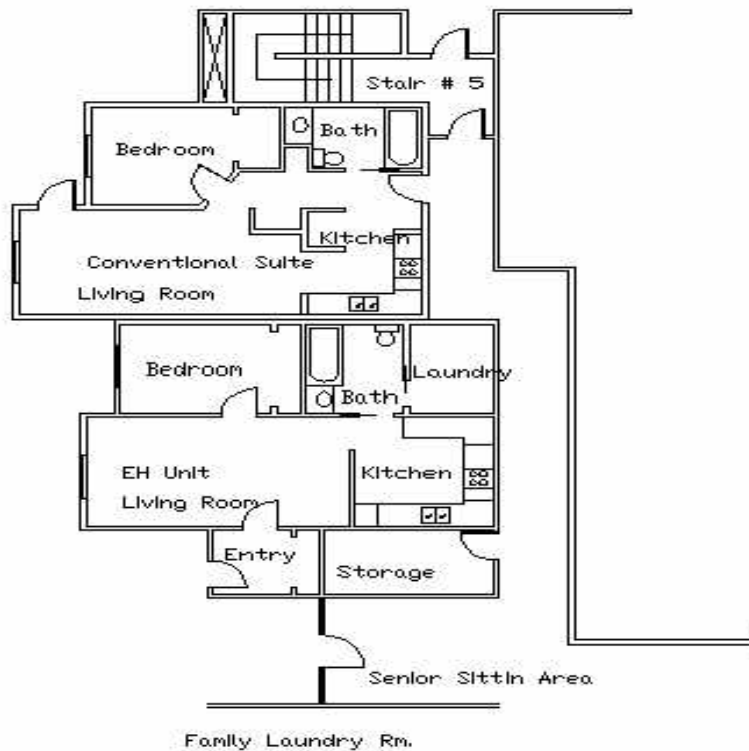 Stair # 5
Bath
Bedroom
Kitchen
Conventional Suite
Living Room
Bedroom
Laundry
Bath
EH Unit
Kitchen
Living Room
Entry
Storage
Senior Sittin Area
Family Laundry Rm.